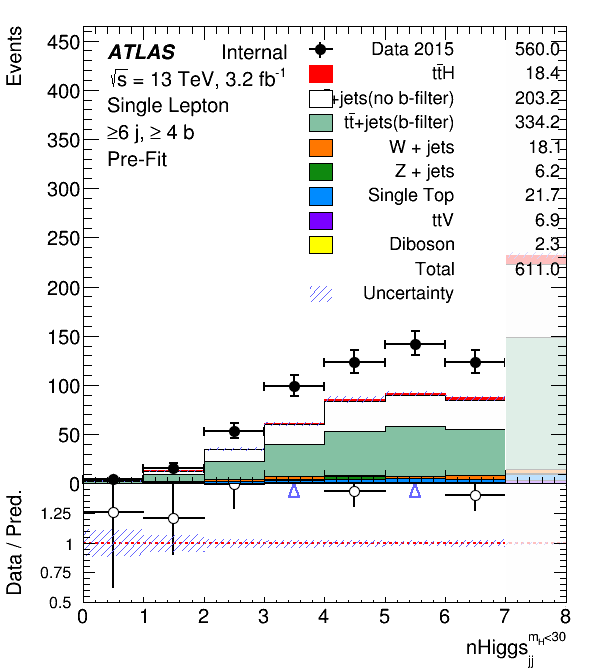 Events
450
400
350
300
250
200
150
100
50
0
ATLAS Internal
√s = 13 TeV, 3.2 fb⁻¹
Single Lepton
≥6 j, ≥ 4 b
Pre-Fit
Data 2015 560.0
tt̄H 18.4
t̄+jets(no b-filter) 203.2
tt̄+jets(b-filter) 334.2
W + jets 18.1
Z + jets 6.2
Single Top 21.7
ttV 6.9
Diboson 2.3
Total 611.0
Uncertainty
Data / Pred.
1.25
1
0.75
0.5
0 1 2 3 4 5 6 7 8
nHiggs_jj^{m_H<30}